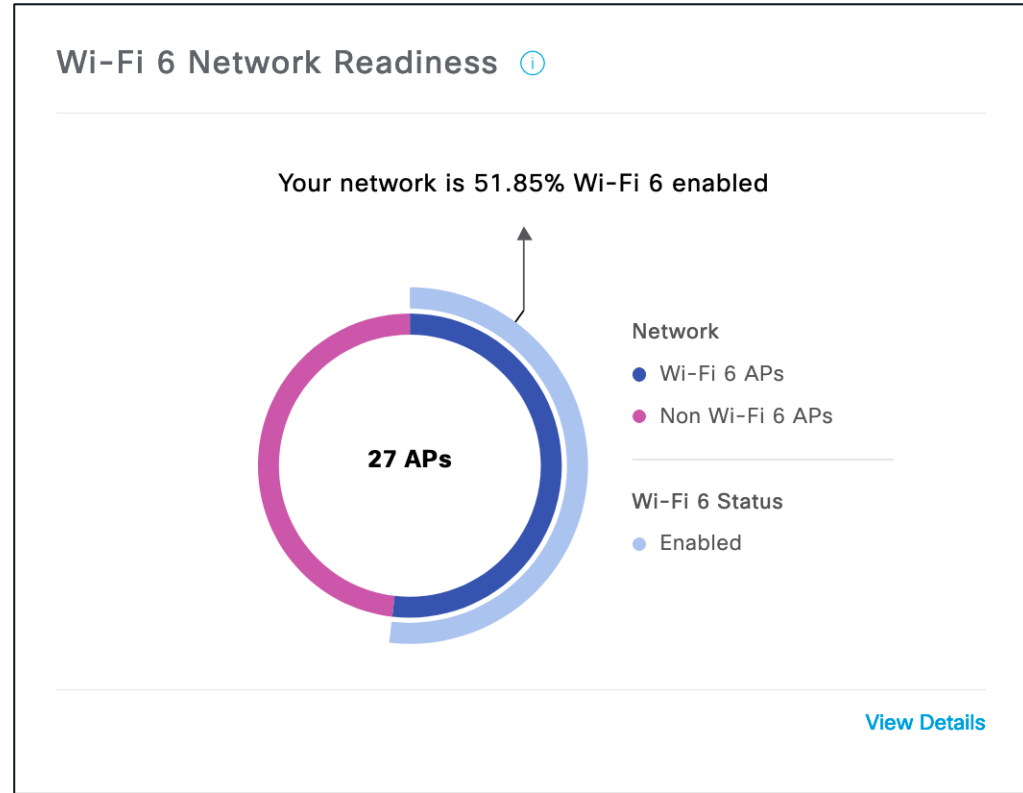 Wi-Fi 6 Network Readiness i
Your network is 51.85% Wi-Fi 6 enabled
27 APs
Network
Wi-Fi 6 APs
Non Wi-Fi 6 APs
Wi-Fi 6 Status
Enabled
View Details